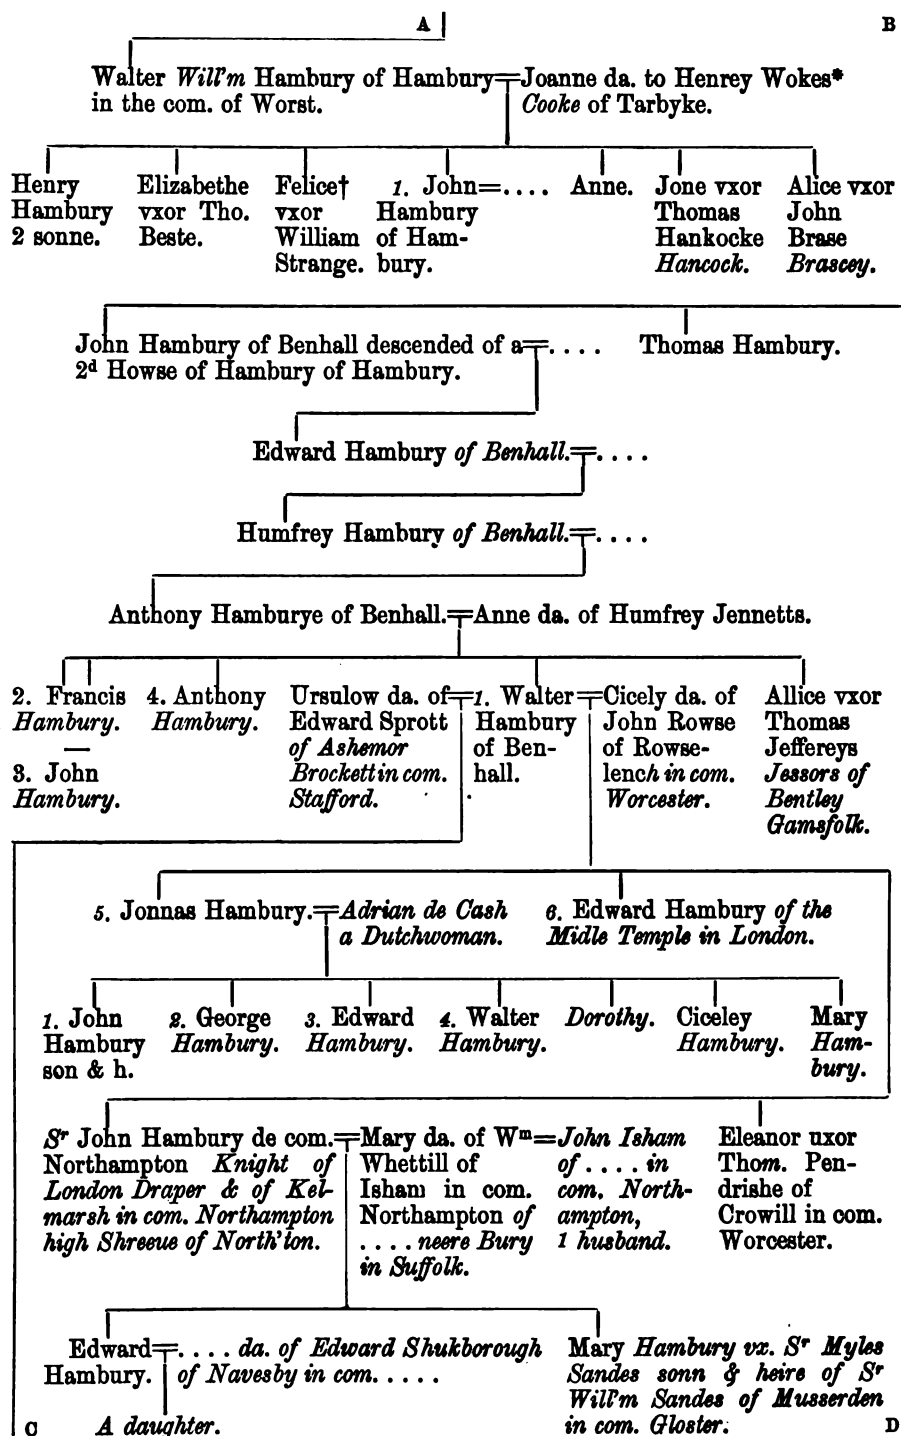 A B
Walter Will'm Hambury of Hambury=Joanne da. to Henrey Wokes*
in the com. of Worst. Cooke of Tarbyke.
Henry
Hambury
2 sonne.
Elizabethe
vxor Tho.
Beste.
Felice†
vxor
William
Strange.
1. John=....
Hambury
of Ham-
bury.
Anne.
Jone vxor
Thomas
Hankocke
Hancock.
Alice vxor
John
Brase
Brascey.
John Hambury of Benhall descended of a=....
2d Howse of Hambury of Hambury.
Thomas Hambury.
Edward Hambury of Benhall.=....
Humfrey Hambury of Benhall.=....
Anthony Hamburye of Benhall.=Anne da. of Humfrey Jennetts.
2. Francis
Hambury.
—
3. John
Hambury.
4. Anthony
Hambury.
Ursulow da. of=
Edward Sprott
of Ashemor
Brockett in com.
Stafford.
1. Walter=
Hambury
of Ben-
hall.
Cicely da. of
John Rowse
of Rowse-
lench in com.
Worcester.
Allice vxor
Thomas
Jeffereys
Jessors of
Bentley
Gamsfolk.
5. Jonnas Hambury.=Adrian de Cash
a Dutchwoman.
6. Edward Hambury of the
Midle Temple in London.
1. John
Hambury
son & h.
2. George
Hambury.
3. Edward
Hambury.
4. Walter
Hambury.
Dorothy.
Ciceley
Hambury.
Mary
Ham-
bury.
Sr John Hambury de com.=
Northampton Knight of
London Draper & of Kel-
marsh in com. Northampton
high Shreeue of North'ton.
Mary da. of Wm=
Whettill of
Isham in com.
Northampton of
.... neere Bury
in Suffolk.
John Isham
of .... in
com. North-
ampton,
1 husband.
Eleanor uxor
Thom. Pen-
drishe of
Crowill in com.
Worcester.
Edward=.... da. of Edward Shukborough
Hambury. of Navesby in com.....
A daughter.
Mary Hambury vx. Sr Myles
Sandes sonn & heire of Sr
Will'm Sandes of Musserden
in com. Gloster.
C D